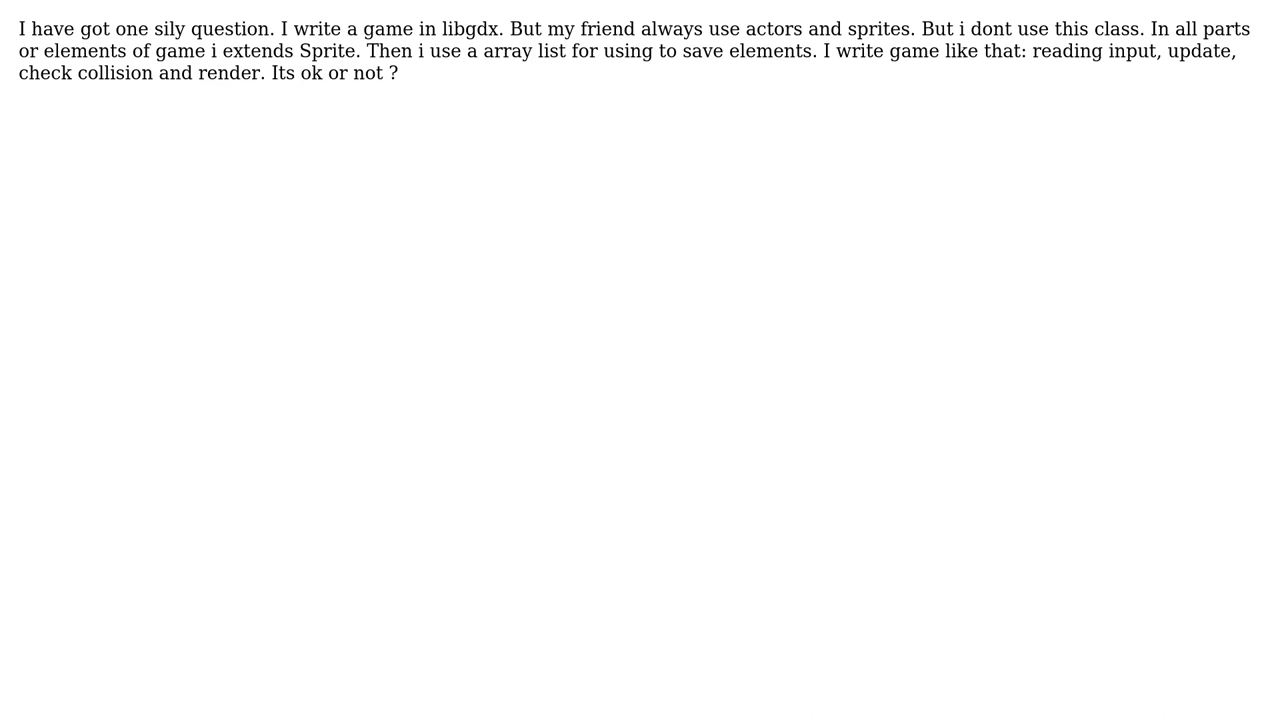 I have got one sily question. I write a game in libgdx. But my friend always use actors and sprites. But i dont use this class. In all parts
or elements of game i extends Sprite. Then i use a array list for using to save elements. I write game like that: reading input, update,
check collision and render. Its ok or not ?